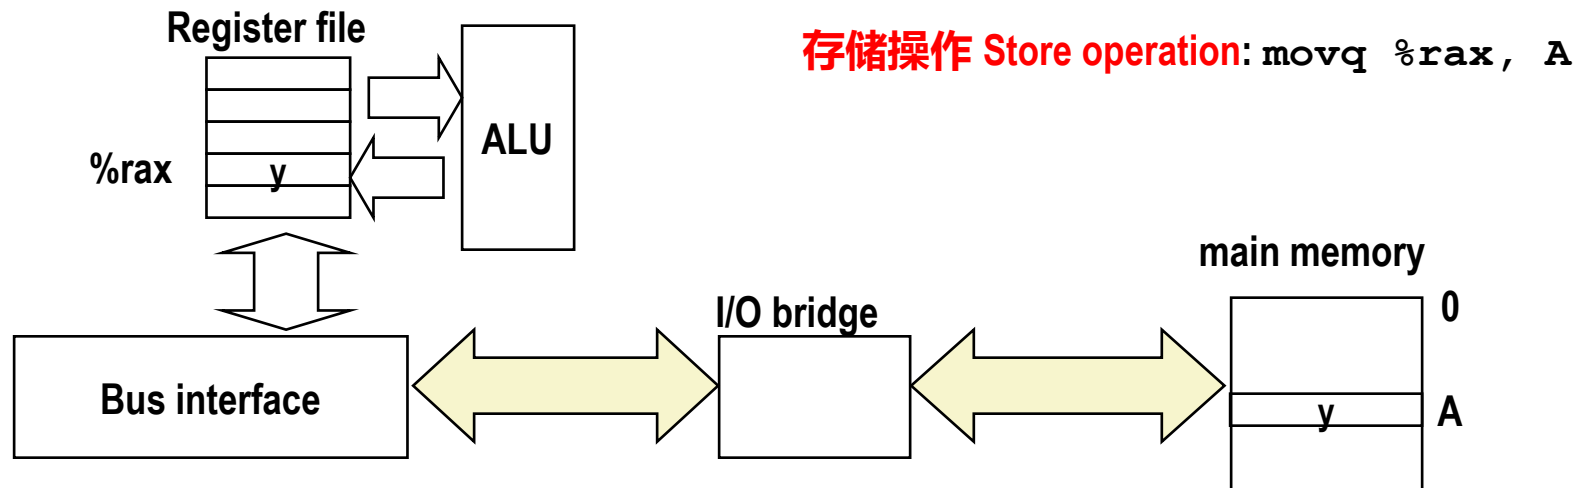 Register file
存储操作 Store operation: movq %rax, A
ALU
%rax
y
main memory
I/O bridge
0
Bus interface
y
A